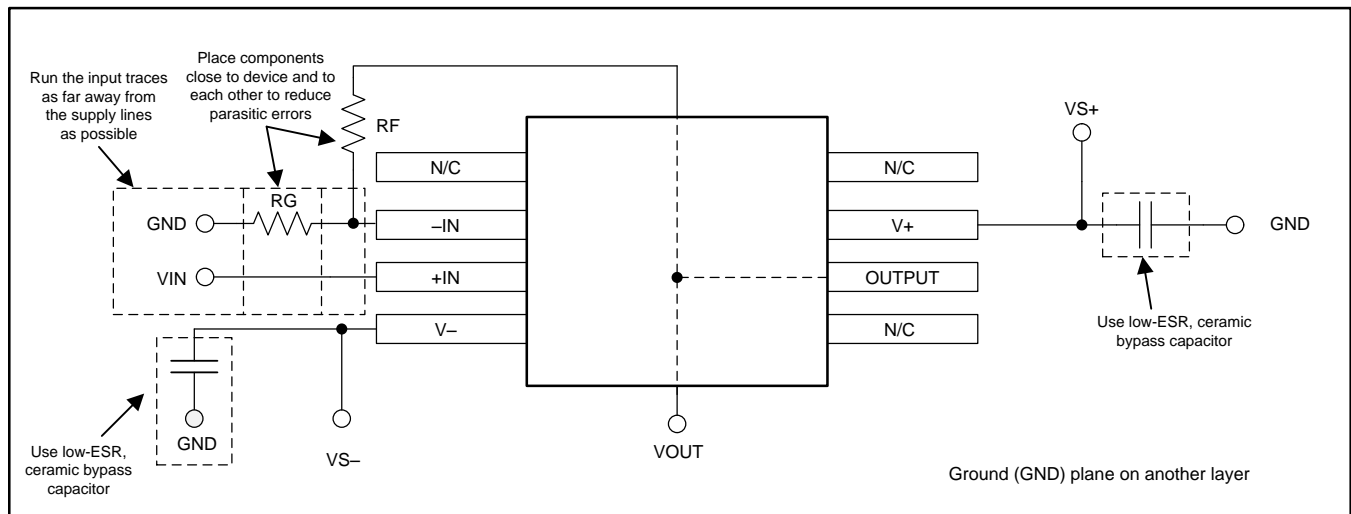 Place components
close to device and to
each other to reduce
parasitic errors
Run the input traces
as far away from
the supply lines
as possible
RF
VS+
N/C
N/C
RG
GND
–IN
V+
GND
VIN
+IN
OUTPUT
V–
N/C
Use low-ESR, ceramic
bypass capacitor
GND
Use low-ESR,
ceramic bypass
capacitor
VS–
VOUT
Ground (GND) plane on another layer